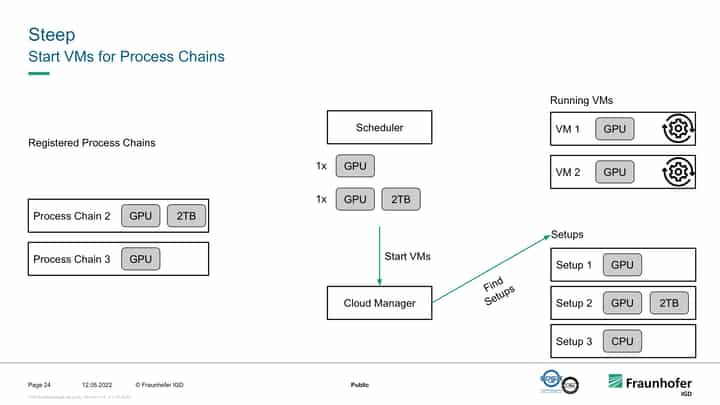 Steep
Start VMs for Process Chains
Registered Process Chains
Process Chain 2 GPU 2TB
Process Chain 3 GPU
Scheduler
1x GPU
1x GPU 2TB
Start VMs
Cloud Manager
Find
Setups
Running VMs
VM 1 GPU
VM 2 GPU
Setups
Setup 1 GPU
Setup 2 GPU 2TB
Setup 3 CPU
Page 24 12.05.2022 © Fraunhofer IGD Public
Fraunhofer
IGD